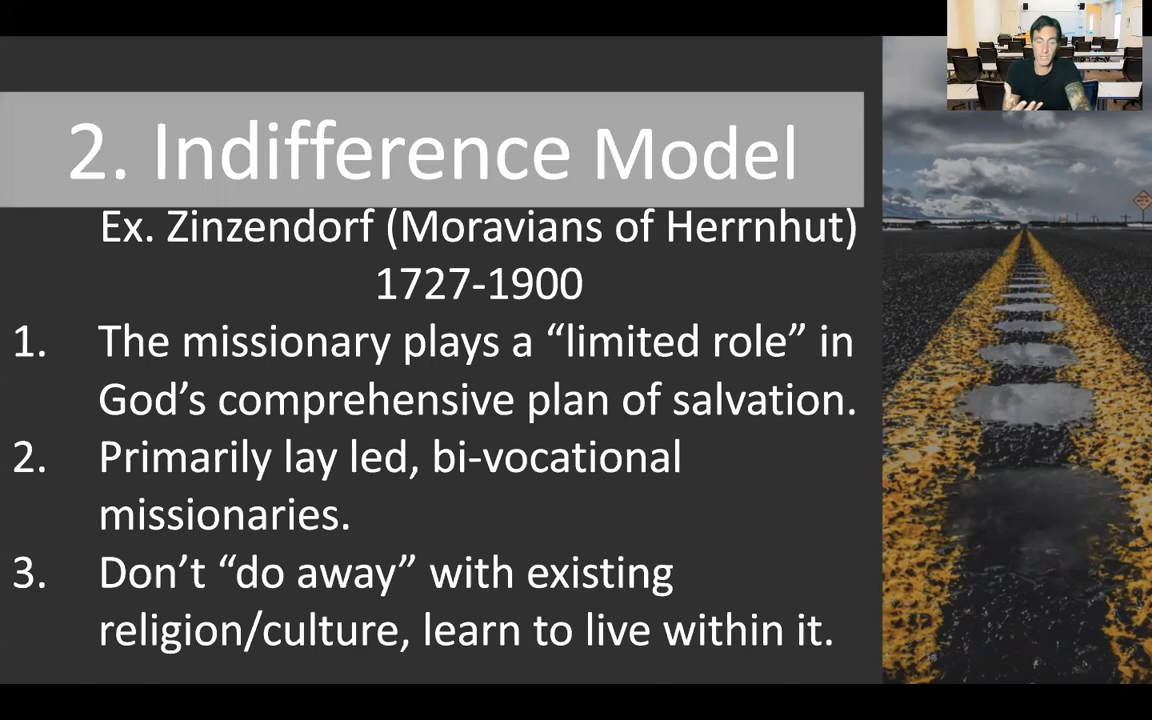 2. Indifference Model
Ex. Zinzendorf (Moravians of Herrnhut)
1727-1900
1. The missionary plays a “limited role” in
God’s comprehensive plan of salvation.
2. Primarily lay led, bi-vocational
missionaries.
3. Don’t “do away” with existing
religion/culture, learn to live within it.